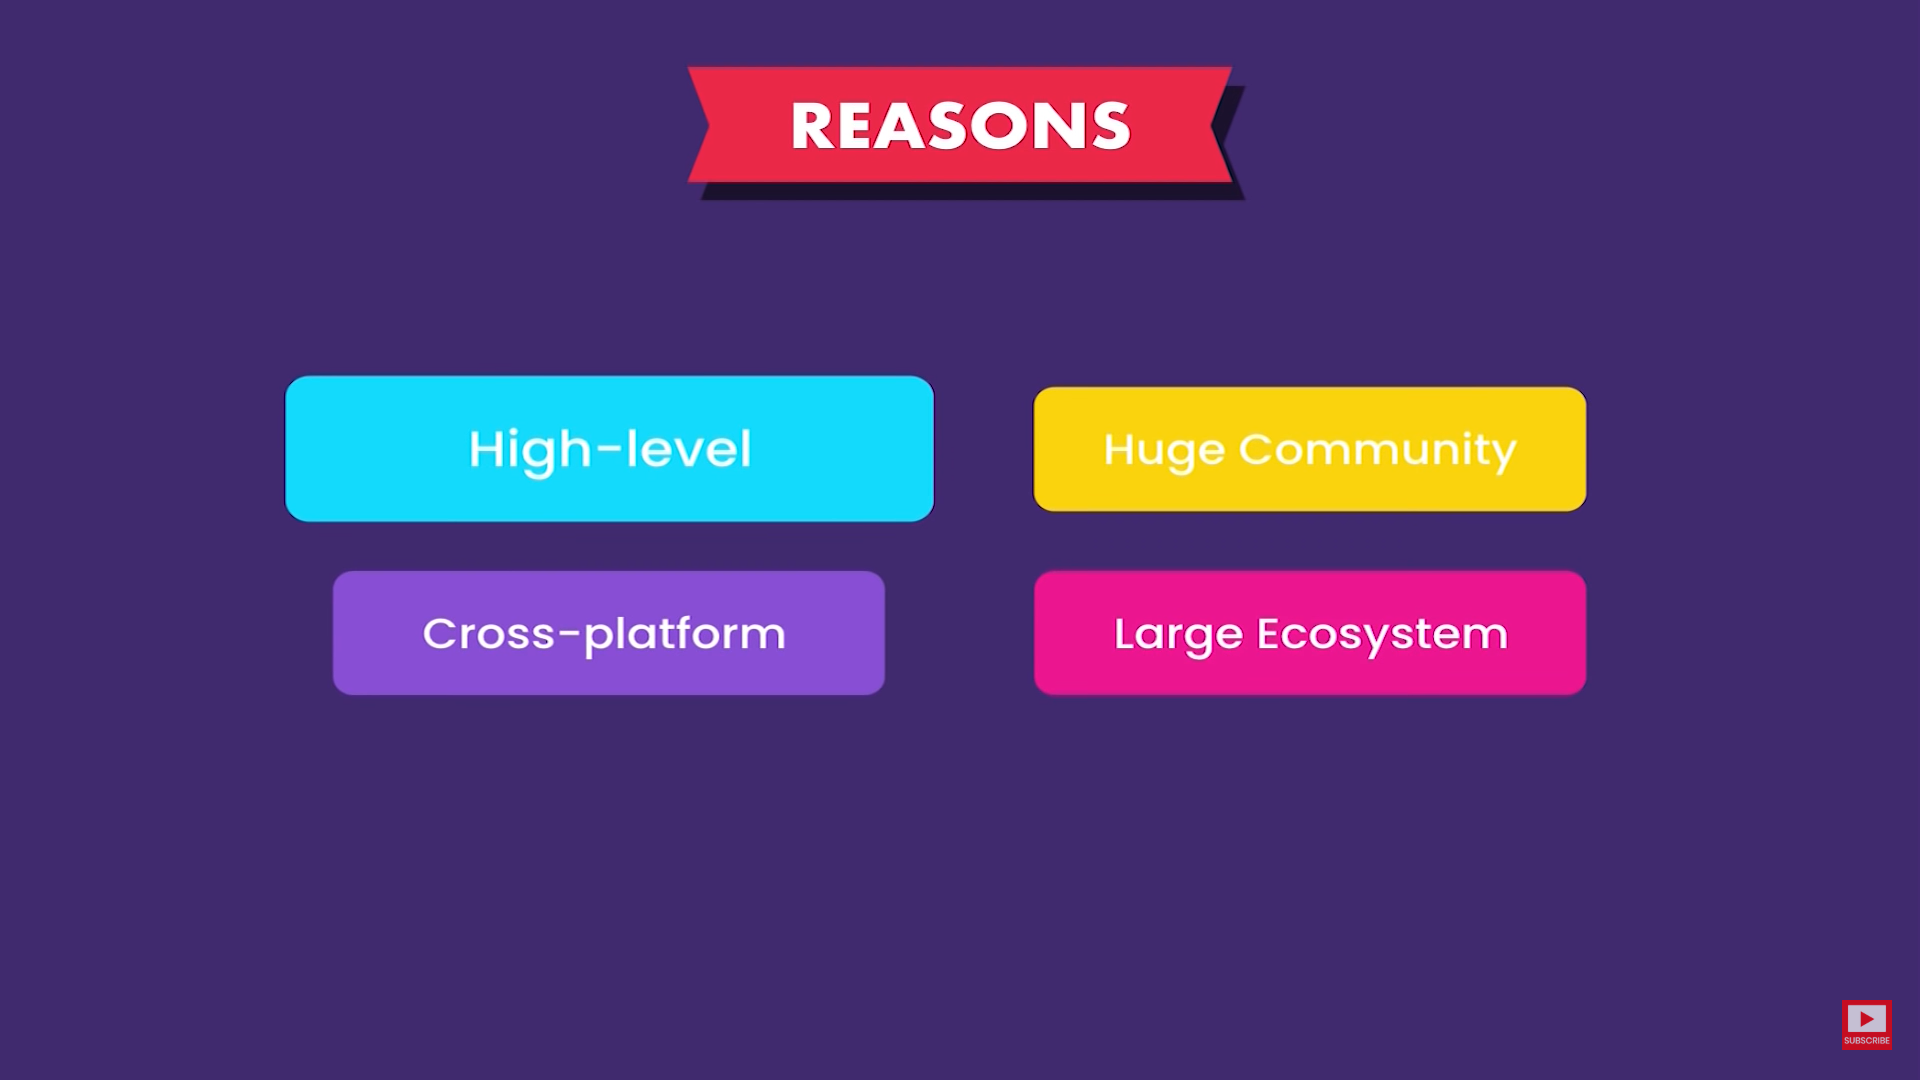 REASONS
High-level
Huge Community
Cross-platform
Large Ecosystem
SUBSCRIBE